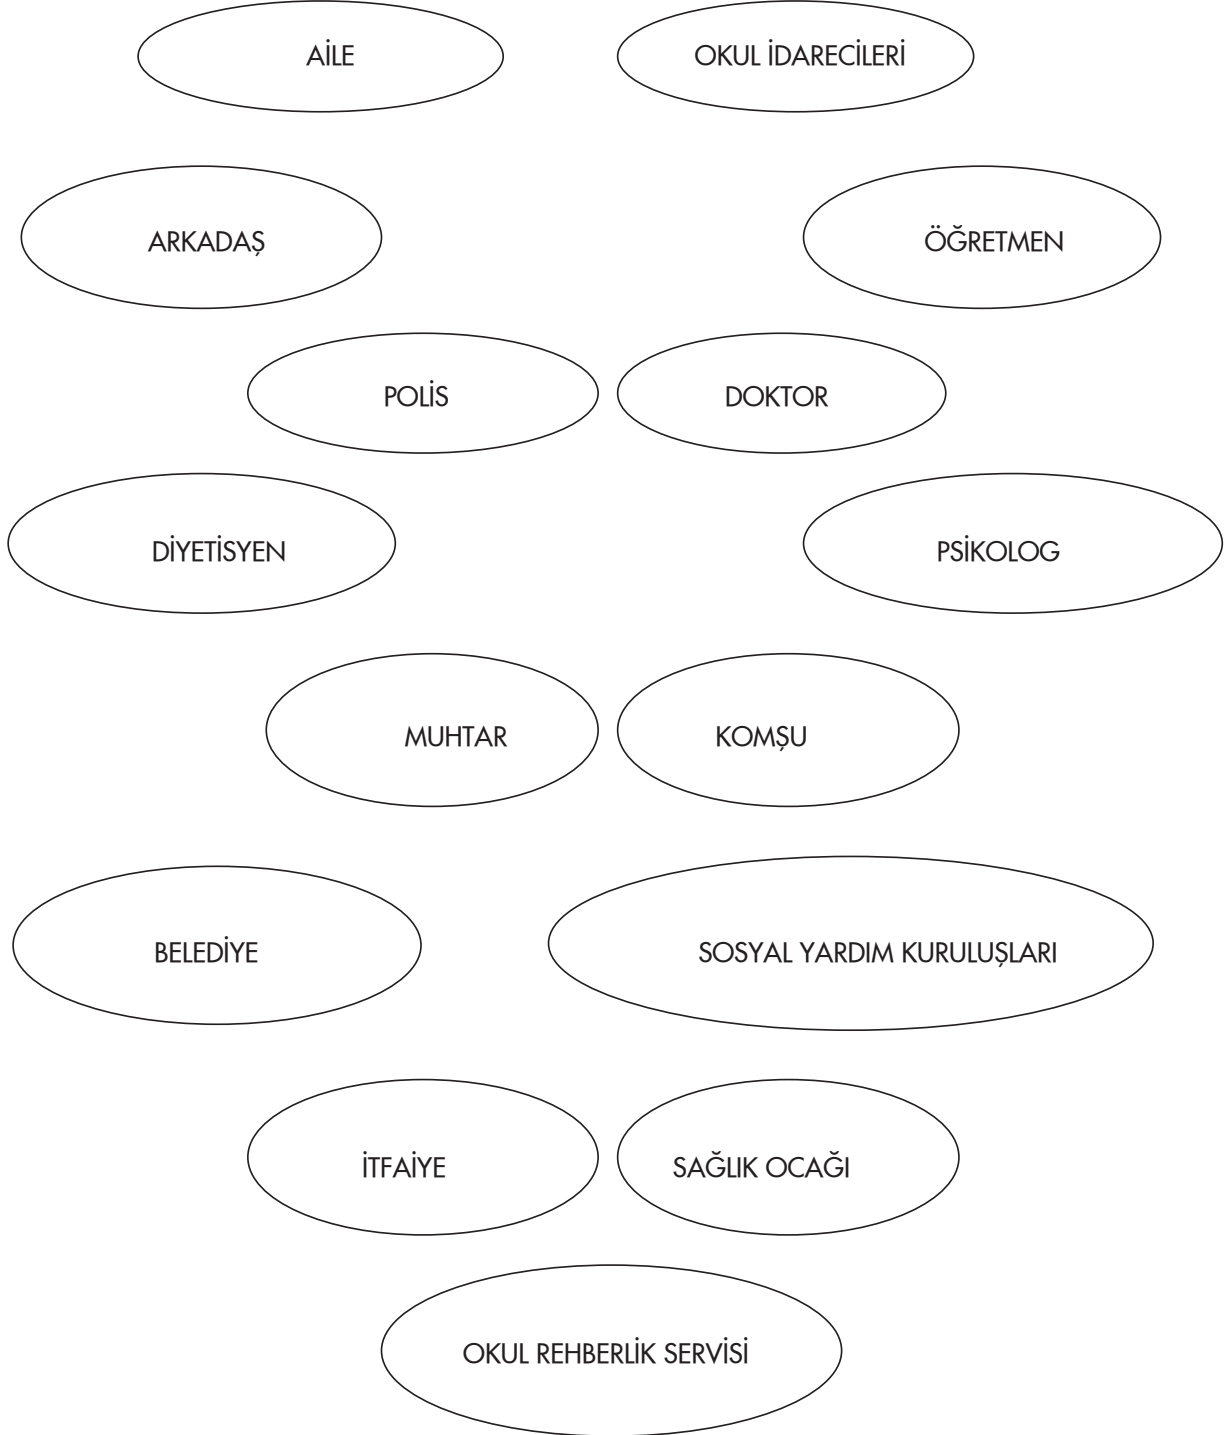 AİLE
OKUL İDARECİLERİ
ARKADAŞ
ÖĞRETMEN
POLİS
DOKTOR
DİYETİSYEN
PSİKOLOG
MUHTAR
KOMŞU
BELEDİYE
SOSYAL YARDIM KURULUŞLARI
İTFAİYE
SAĞLIK OCAĞI
OKUL REHBERLİK SERVİSİ